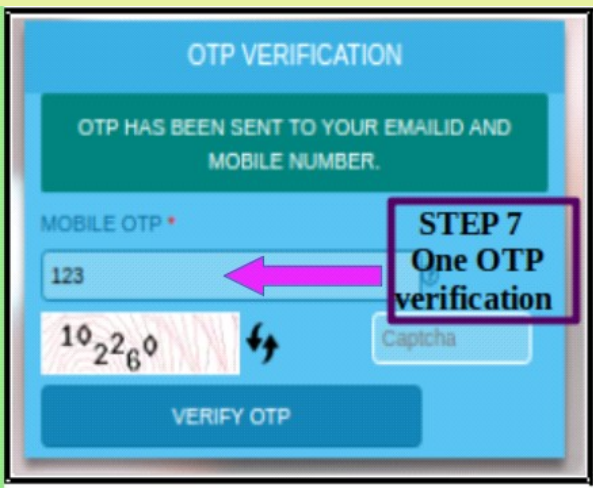 OTP VERIFICATION
OTP HAS BEEN SENT TO YOUR EMAILID AND
MOBILE NUMBER.
MOBILE OTP *
123
STEP 7
One OTP
verification
102260
Captcha
VERIFY OTP